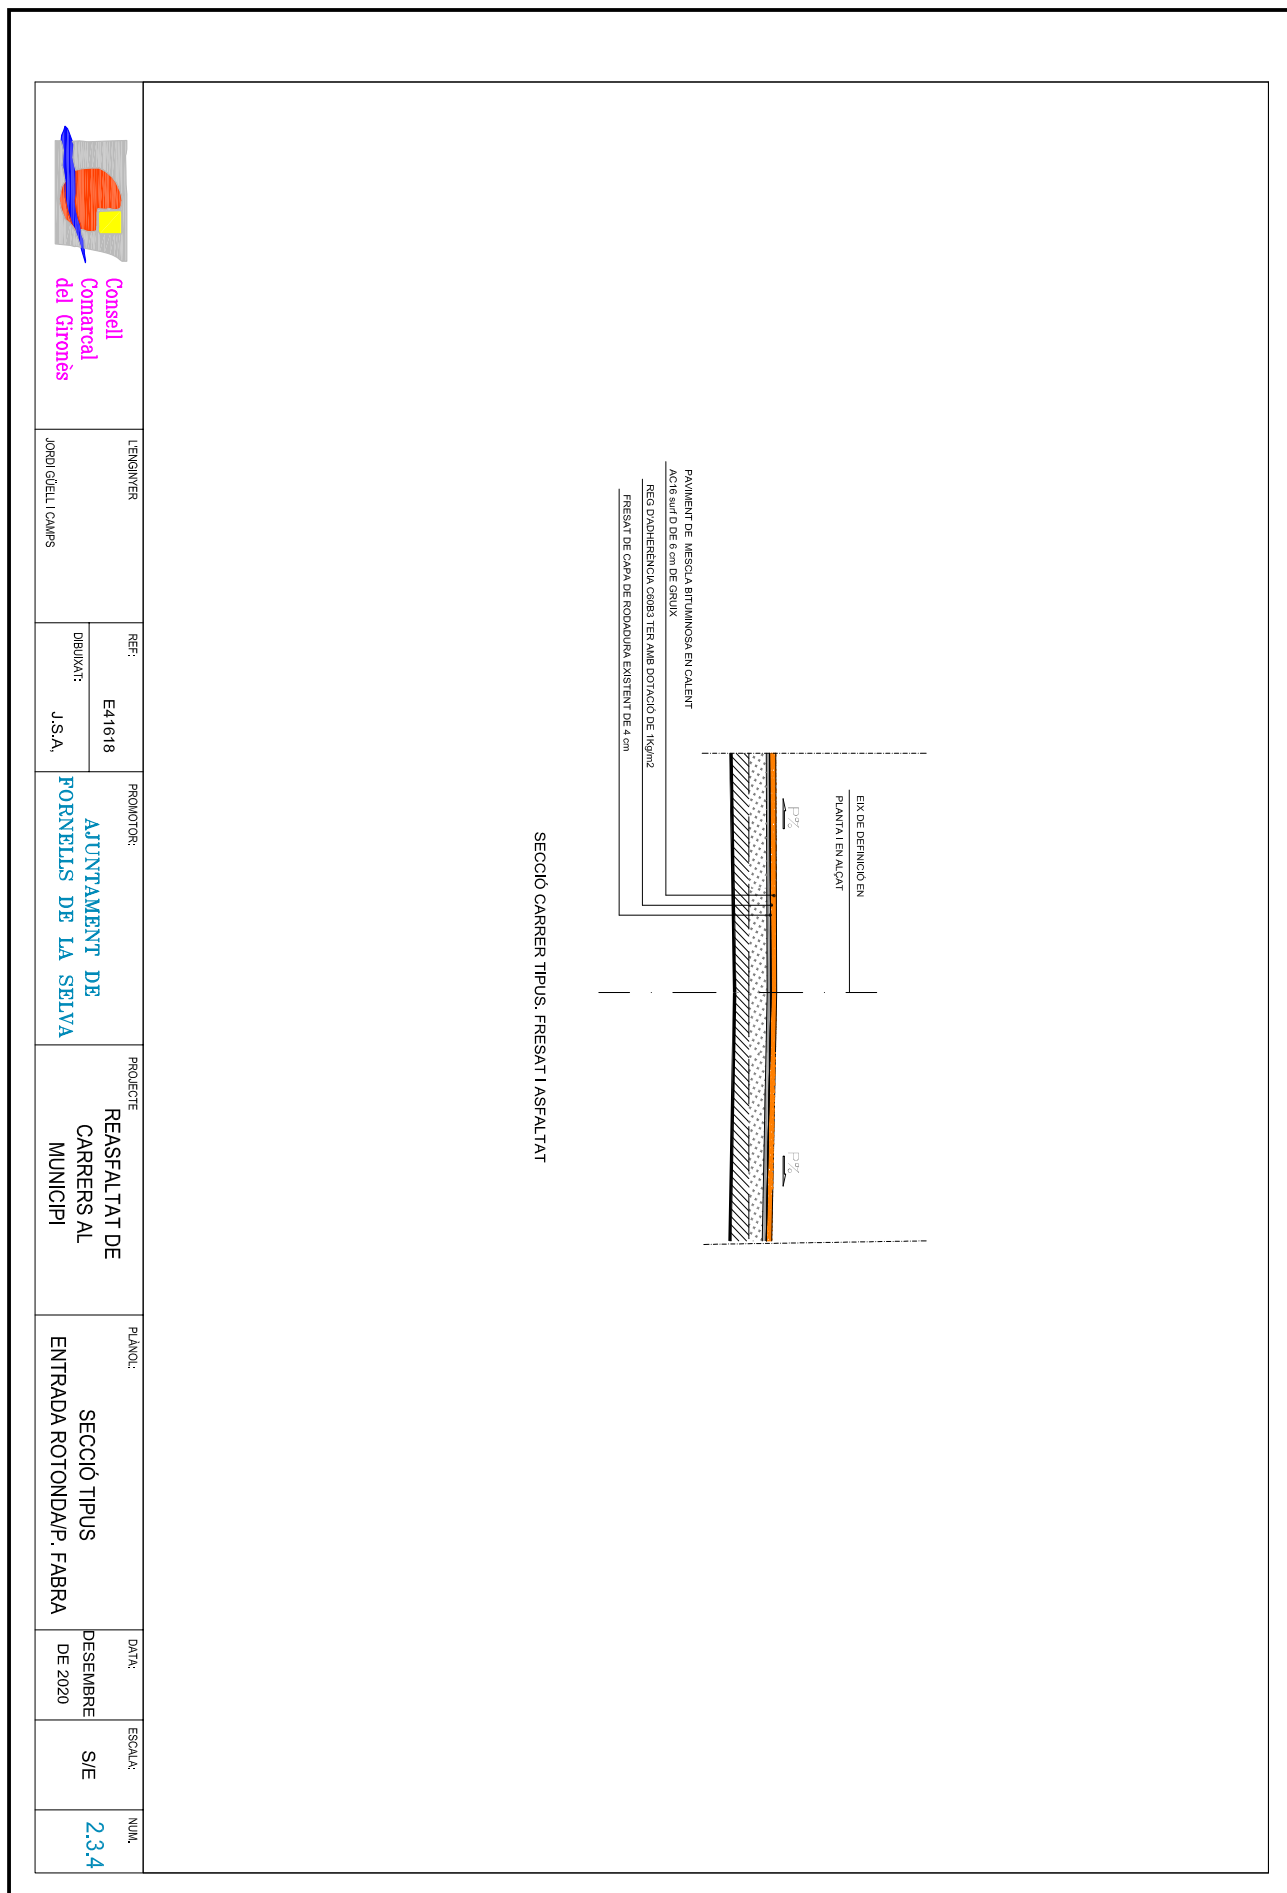 EIX DE DEFINICIÓ EN
PLANTA I EN ALÇAT
P%
P%
PAVIMENT DE MESCLA BITUMINOSA EN CALENT
AC16 surf D DE 6 cm DE GRUIX
REG D'ADHERÈNCIA C60B3 TER AMB DOTACIÓ DE 1Kg/m2
FRESAT DE CAPA DE RODADURA EXISTENT DE 4 cm
SECCIÓ CARRER TIPUS. FRESAT I ASFALTAT
Consell
Comarcal
del Gironès
L'ENGINYER
JORDI GÜELL I CAMPS
REF:
E41618
DIBUIXAT:
J.S.A,
PROMOTOR:
AJUNTAMENT DE
FORNELLS DE LA SELVA
PROJECTE
REASFALTAT DE
CARRERS AL
MUNICIPI
PLÀNOL:
SECCIÓ TIPUS
ENTRADA ROTONDA/P. FABRA
DATA:
DESEMBRE
DE 2020
ESCALA:
S/E
NUM.
2.3.4